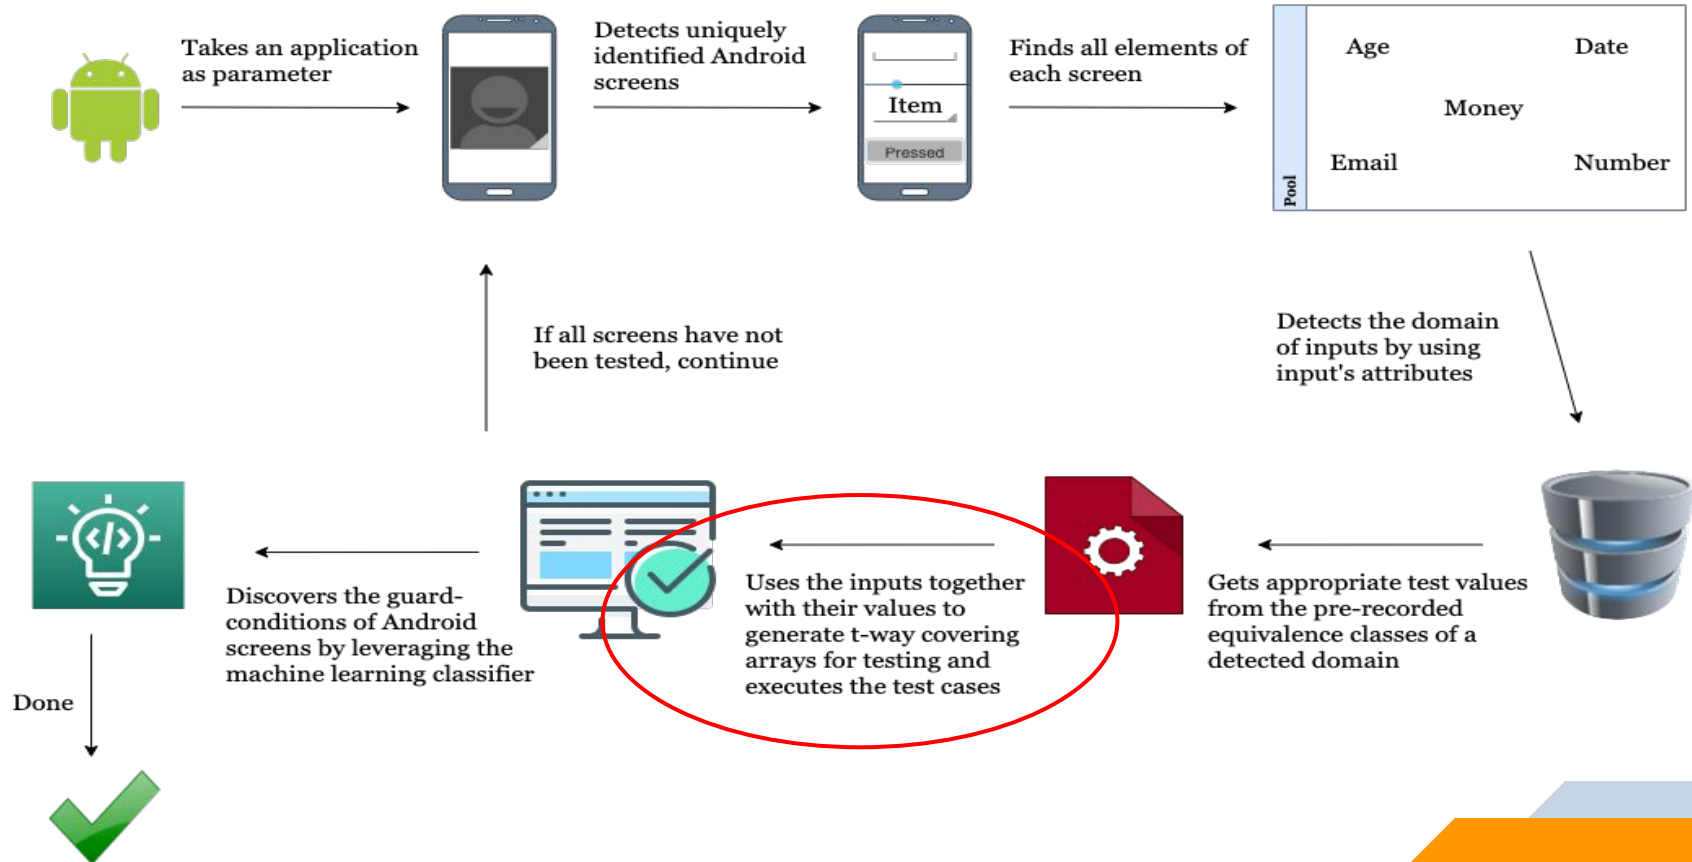 Takes an application
as parameter
Detects uniquely
identified Android
screens
Item
Pressed
Finds all elements of
each screen
Pool
Age
Date
Money
Email
Number
Detects the domain
of inputs by using
input's attributes
If all screens have not
been tested, continue
Gets appropriate test values
from the pre-recorded
equivalence classes of a
detected domain
Uses the inputs together
with their values to
generate t-way covering
arrays for testing and
executes the test cases
</>
Discovers the guard-
conditions of Android
screens by leveraging the
machine learning classifier
Done